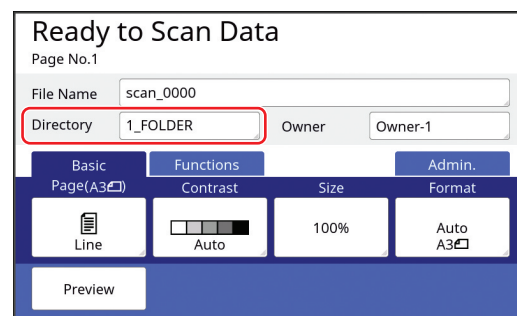 Ready to Scan Data
Page No.1
File Name scan_0000
Directory 1_FOLDER Owner Owner-1
Basic Functions Admin.
Page(A3) Contrast Size Format
Line Auto 100% Auto
A3
Preview